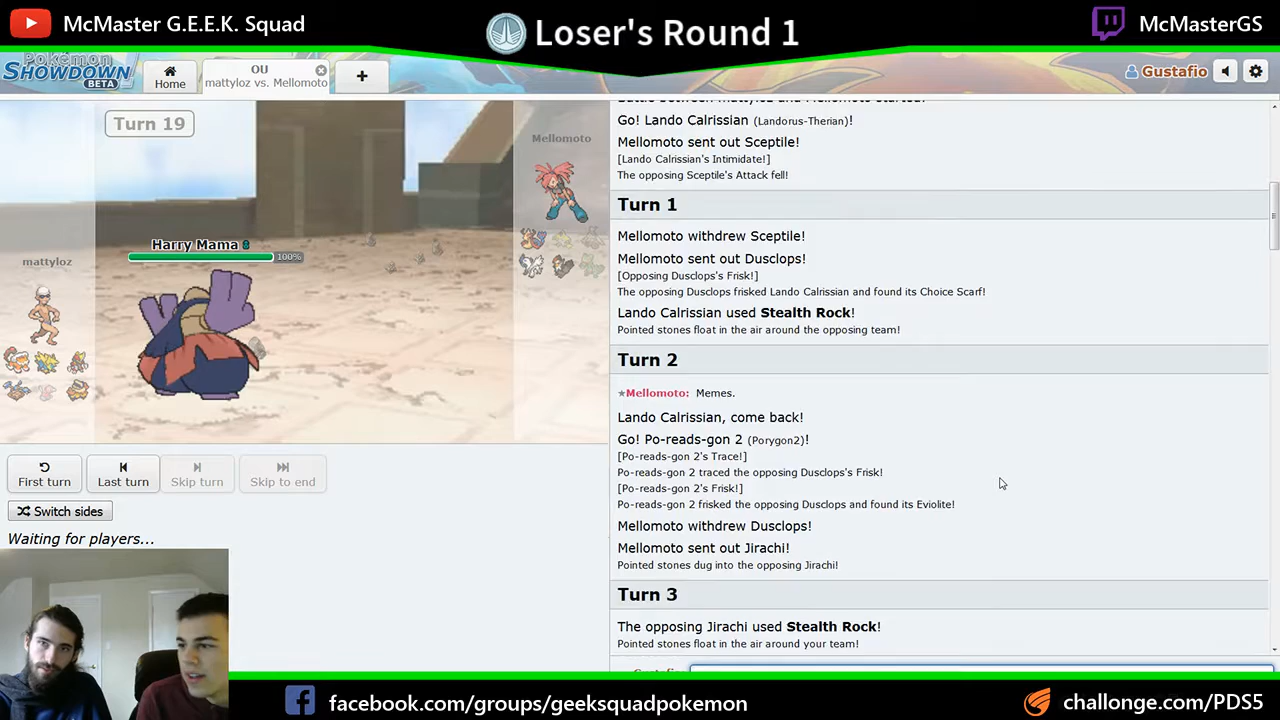 McMaster G.E.E.K. Squad
Loser's Round 1
McMasterGS
Pokémon
SHOWDOWN
BETA
Home
OU
mattyloz vs. Mellomoto
Gustafio
Turn 19
Mellomoto
Harry Mama
100%
mattyloz
First turn
Last turn
Skip turn
Skip to end
Switch sides
Waiting for players...
Battle between mattyloz and Mellomoto started!
Go! Lando Calrissian (Landorus-Therian)!
Mellomoto sent out Sceptile!
[Lando Calrissian's Intimidate!]
The opposing Sceptile's Attack fell!
Turn 1
Mellomoto withdrew Sceptile!
Mellomoto sent out Dusclops!
[Opposing Dusclops's Frisk!]
The opposing Dusclops frisked Lando Calrissian and found its Choice Scarf!
Lando Calrissian used Stealth Rock!
Pointed stones float in the air around the opposing team!
Turn 2
★Mellomoto: Memes.
Lando Calrissian, come back!
Go! Po-reads-gon 2 (Porygon2)!
[Po-reads-gon 2's Trace!]
Po-reads-gon 2 traced the opposing Dusclops's Frisk!
[Po-reads-gon 2's Frisk!]
Po-reads-gon 2 frisked the opposing Dusclops and found its Eviolite!
Mellomoto withdrew Dusclops!
Mellomoto sent out Jirachi!
Pointed stones dug into the opposing Jirachi!
Turn 3
The opposing Jirachi used Stealth Rock!
Pointed stones float in the air around your team!
facebook.com/groups/geeksquadpokemon
challonge.com/PDS5